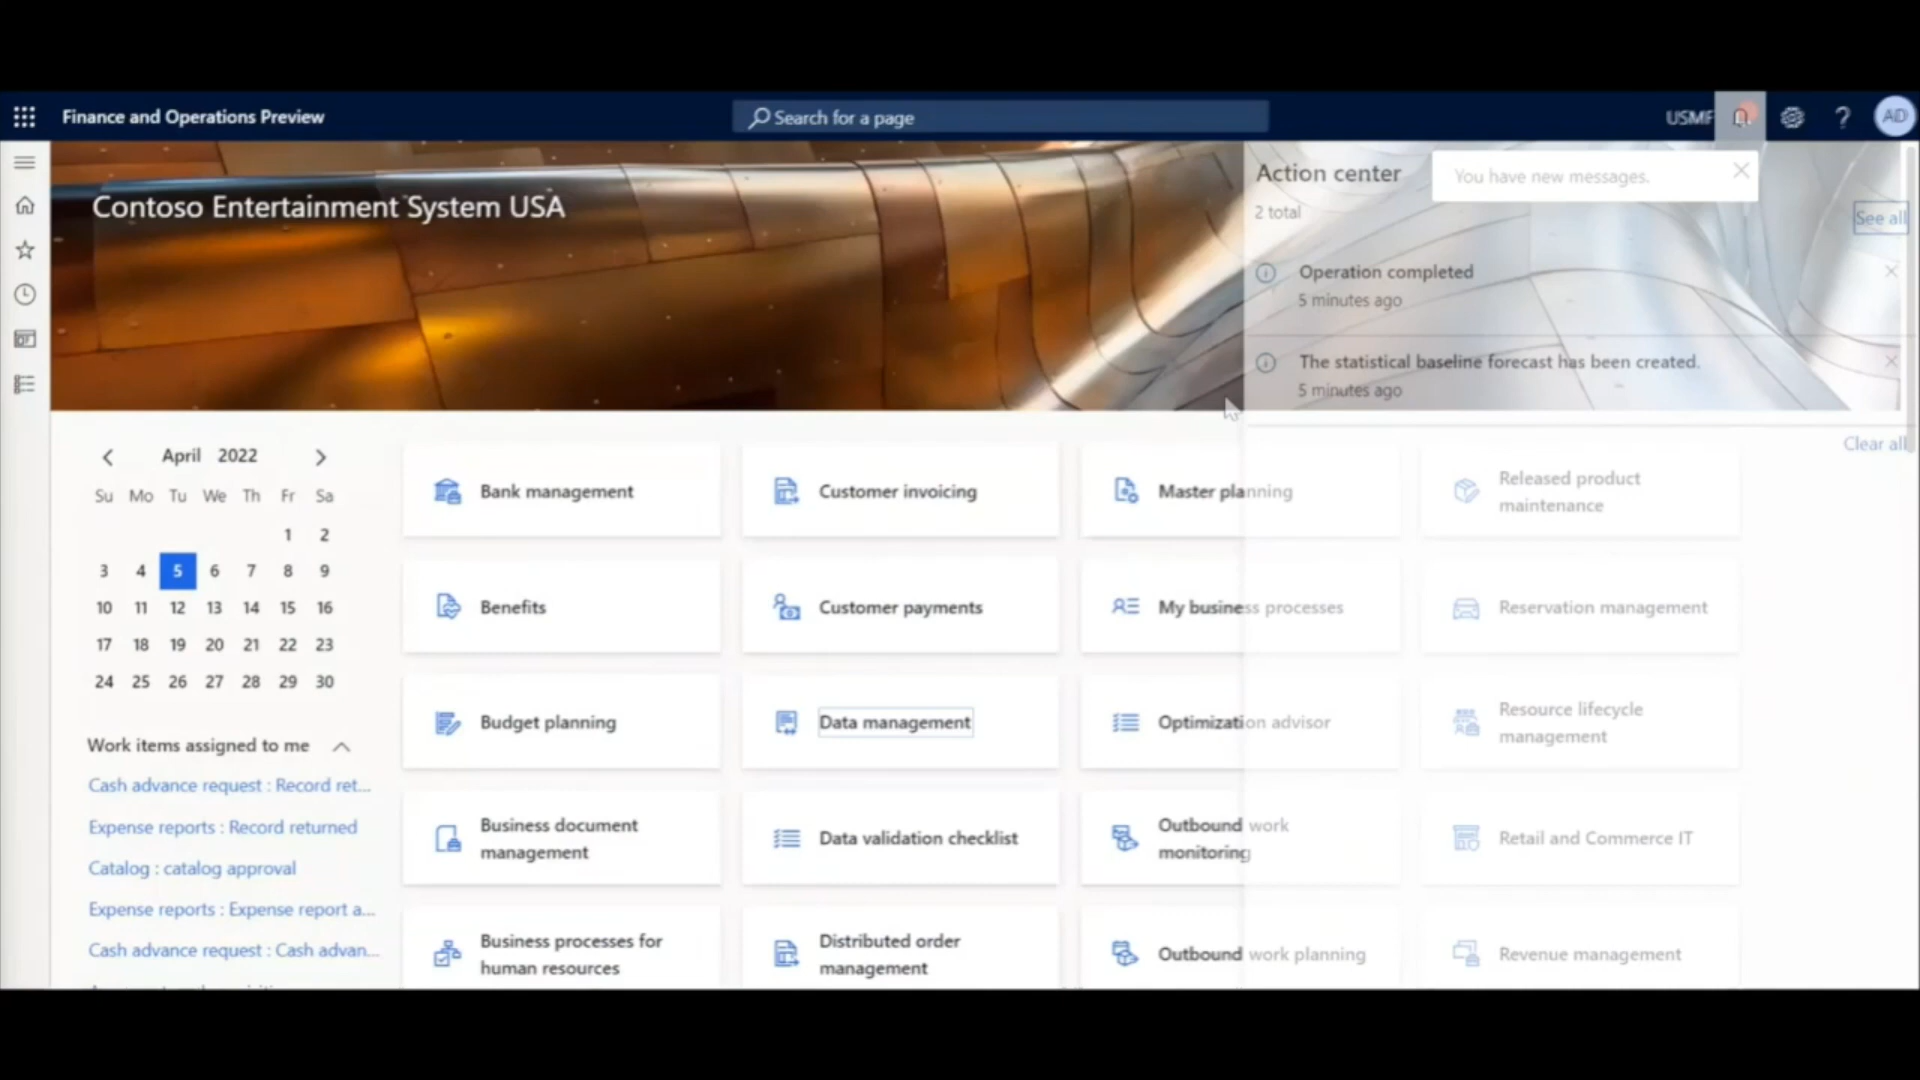 Finance and Operations Preview
Search for a page
USMF
AD
Contoso Entertainment System USA
Action center
You have new messages.
2 total
See all
Operation completed
5 minutes ago
The statistical baseline forecast has been created.
5 minutes ago
Clear all
April 2022
Su Mo Tu We Th Fr Sa
1 2
3 4 5 6 7 8 9
10 11 12 13 14 15 16
17 18 19 20 21 22 23
24 25 26 27 28 29 30
Work items assigned to me
Cash advance request : Record ret...
Expense reports : Record returned
Catalog : catalog approval
Expense reports : Expense report a...
Cash advance request : Cash advan...
Bank management
Customer invoicing
Master planning
Released product
maintenance
Benefits
Customer payments
My business processes
Reservation management
Budget planning
Data management
Optimization advisor
Resource lifecycle
management
Business document
management
Data validation checklist
Outbound work
monitoring
Retail and Commerce IT
Business processes for
human resources
Distributed order
management
Outbound work planning
Revenue management